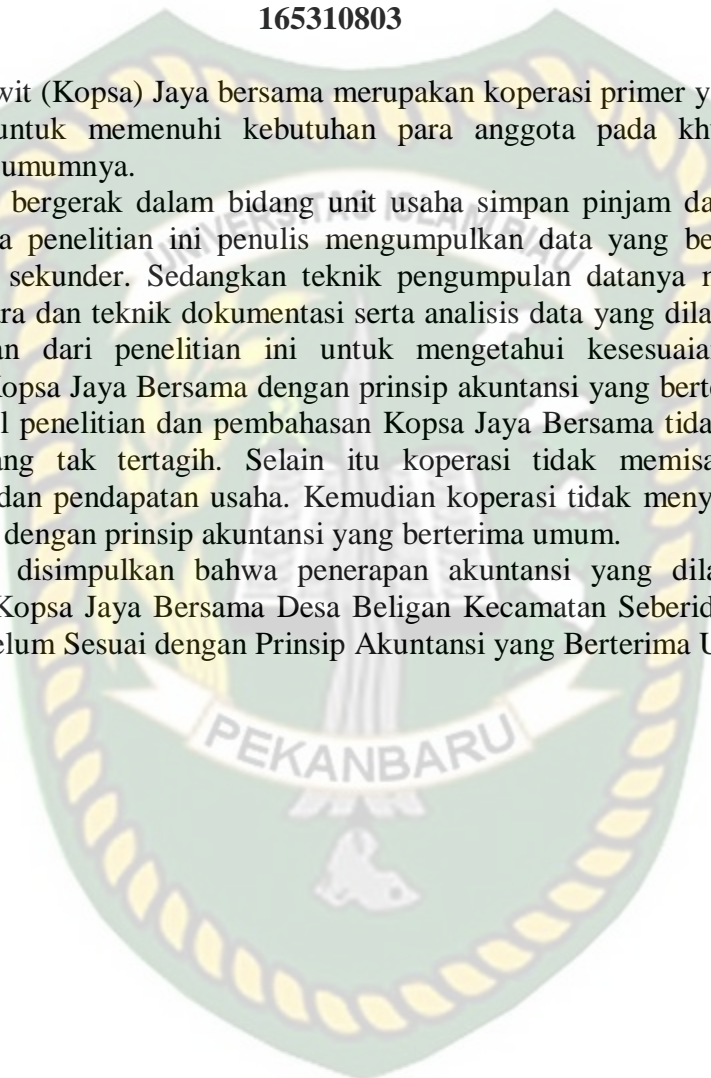 165310803
wit (Kopsa) Jaya bersama merupakan koperasi primer y
untuk memenuhi kebutuhan para anggota pada kh
umumnya.
bergerak dalam bidang unit usaha simpan pinjam da
a penelitian ini penulis mengumpulkan data yang be
sekunder. Sedangkan teknik pengumpulan datanya
ra dan teknik dokumentasi serta analisis data yang dila
an dari penelitian ini untuk mengetahui kesesuaian
Kopsa Jaya Bersama dengan prinsip akuntansi yang bert
l penelitian dan pembahasan Kopsa Jaya Bersama tida
ang tak tertagih. Selain itu koperasi tidak memisa
dan pendapatan usaha. Kemudian koperasi tidak meny
dengan prinsip akuntansi yang berterima umum.
disimpulkan bahwa penerapan akuntansi yang dila
Kopsa Jaya Bersama Desa Beligan Kecamatan Seberid
elum Sesuai dengan Prinsip Akuntansi yang Berterima U
UNIVERSITAS ISLAM RIAU
PEKANBARU